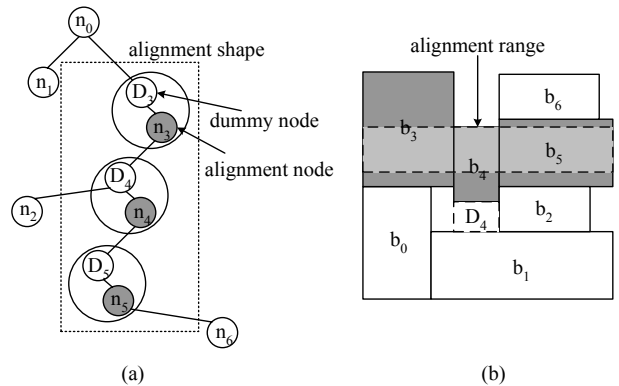 n0
alignment shape
n1
D3
dummy node
n3
alignment node
D4
n2
n4
D5
n5
n6
(a)
alignment range
b6
b3
b5
b4
D4
b2
b0
b1
(b)